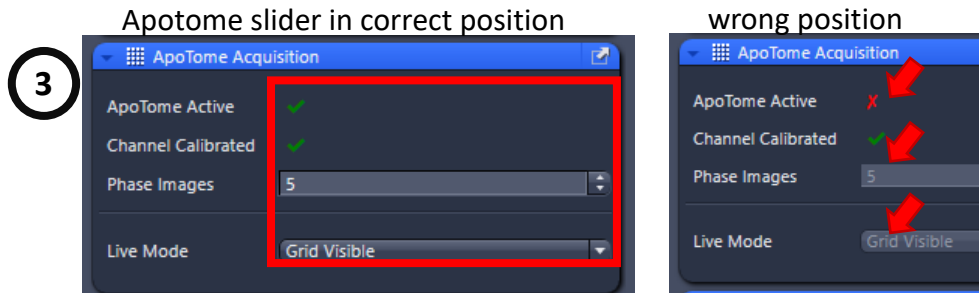 Apotome slider in correct position
3
ApoTome Acquisition
ApoTome Active ✓
Channel Calibrated ✓
Phase Images 5
Live Mode Grid Visible
wrong position
ApoTome Acquisition
ApoTome Active X
Channel Calibrated ✓
Phase Images 5
Live Mode Grid Visible